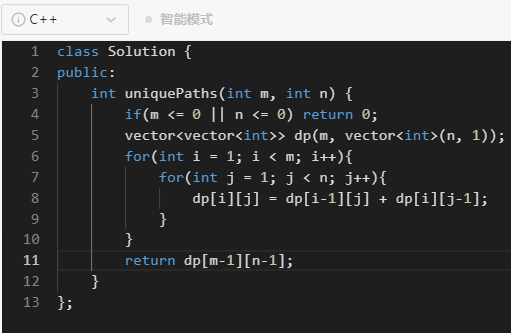 C++ 智能模式
1 class Solution {
2 public:
3     int uniquePaths(int m, int n) {
4         if(m <= 0 || n <= 0) return 0;
5         vector<vector<int>> dp(m, vector<int>(n, 1));
6         for(int i = 1; i < m; i++){
7             for(int j = 1; j < n; j++){
8                 dp[i][j] = dp[i-1][j] + dp[i][j-1];
9             }
10         }
11         return dp[m-1][n-1];
12     }
13 };